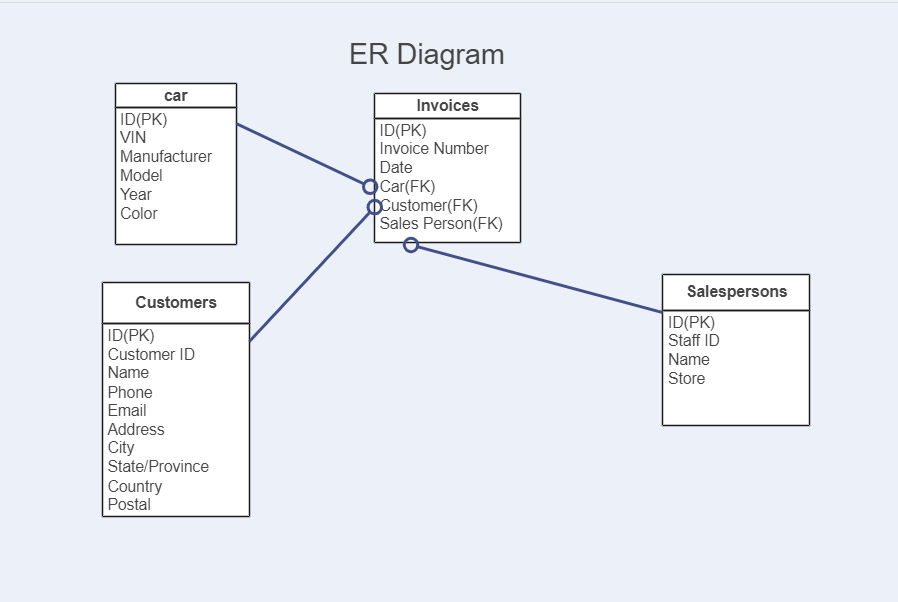 ER Diagram
car
ID(PK)
VIN
Manufacturer
Model
Year
Color
Invoices
ID(PK)
Invoice Number
Date
Car(FK)
Customer(FK)
Sales Person(FK)
Customers
ID(PK)
Customer ID
Name
Phone
Email
Address
City
State/Province
Country
Postal
Salespersons
ID(PK)
Staff ID
Name
Store